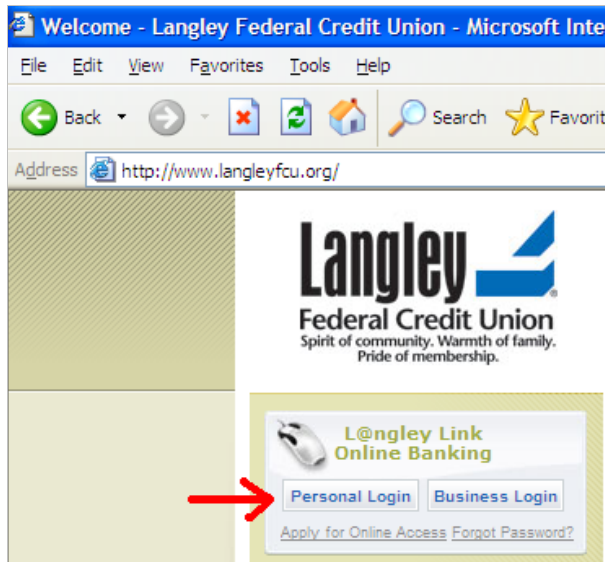 Welcome - Langley Federal Credit Union - Microsoft Inte
File Edit View Favorites Tools Help
Back Search Favorit
Address http://www.langleyfcu.org/
Langley
Federal Credit Union
Spirit of community. Warmth of family.
Pride of membership.
L@ngley Link
Online Banking
Personal Login Business Login
Apply for Online Access Forgot Password?